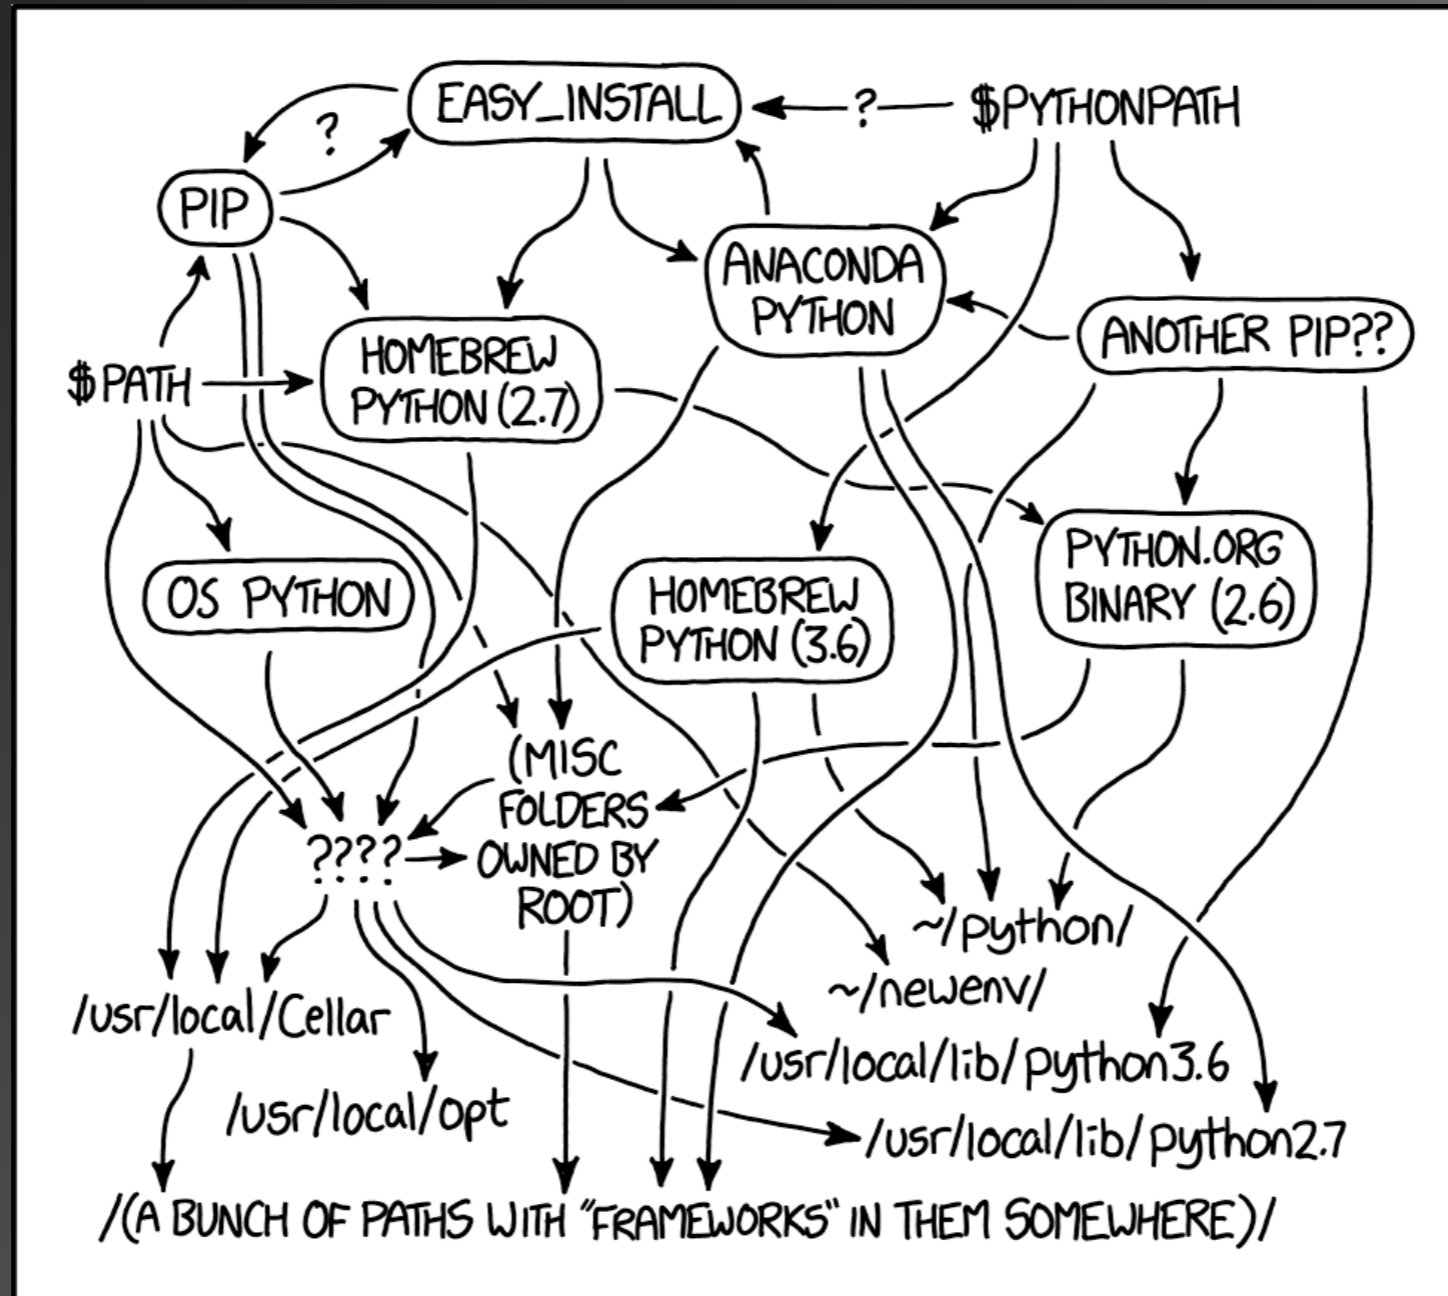 EASY_INSTALL
? $PYTHONPATH
?
PIP
ANACONDA
PYTHON
ANOTHER PIP??
HOMEBREW
PYTHON (2.7)
$PATH
OS PYTHON
HOMEBREW
PYTHON (3.6)
PYTHON.ORG
BINARY (2.6)
(MISC
FOLDERS
OWNED BY
ROOT)
????
~/python/
~/newenv/
/usr/local/Cellar
/usr/local/lib/python3.6
/usr/local/opt
/usr/local/lib/python2.7
/(A BUNCH OF PATHS WITH "FRAMEWORKS" IN THEM SOMEWHERE)/